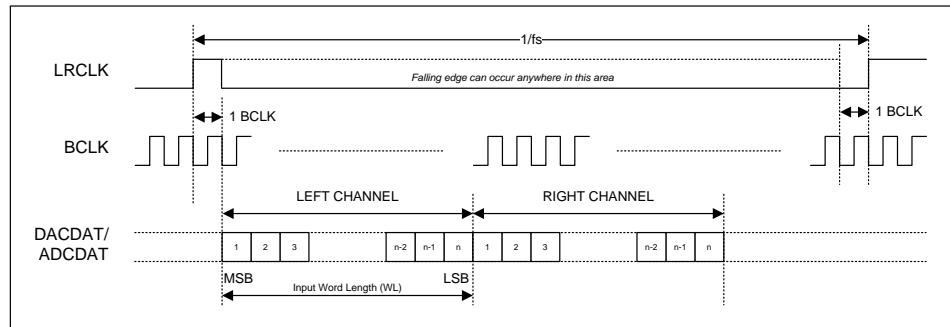 1/fs
LRCLK
Falling edge can occur anywhere in this area
1 BCLK
1 BCLK
BCLK
LEFT CHANNEL
RIGHT CHANNEL
DACDAT/
ADCDAT
1 2 3 n-2 n-1 n 1 2 3 n-2 n-1 n
MSB
LSB
Input Word Length (WL)